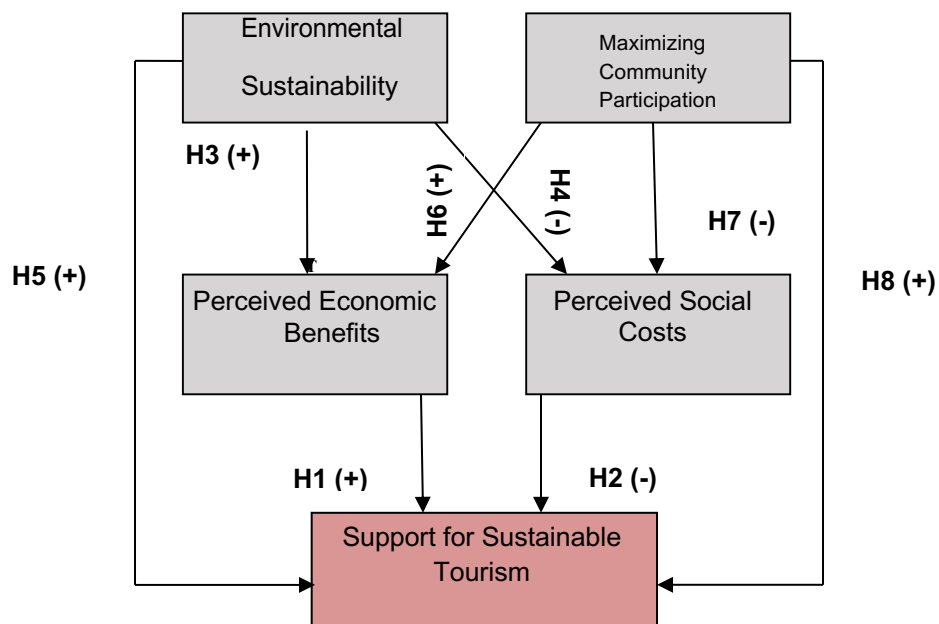 Environmental
Sustainability
Maximizing
Community
Participation
H3 (+)
H6 (+)
H4 (-)
H7 (-)
H5 (+)
H8 (+)
Perceived Economic
Benefits
Perceived Social
Costs
H1 (+)
H2 (-)
Support for Sustainable
Tourism